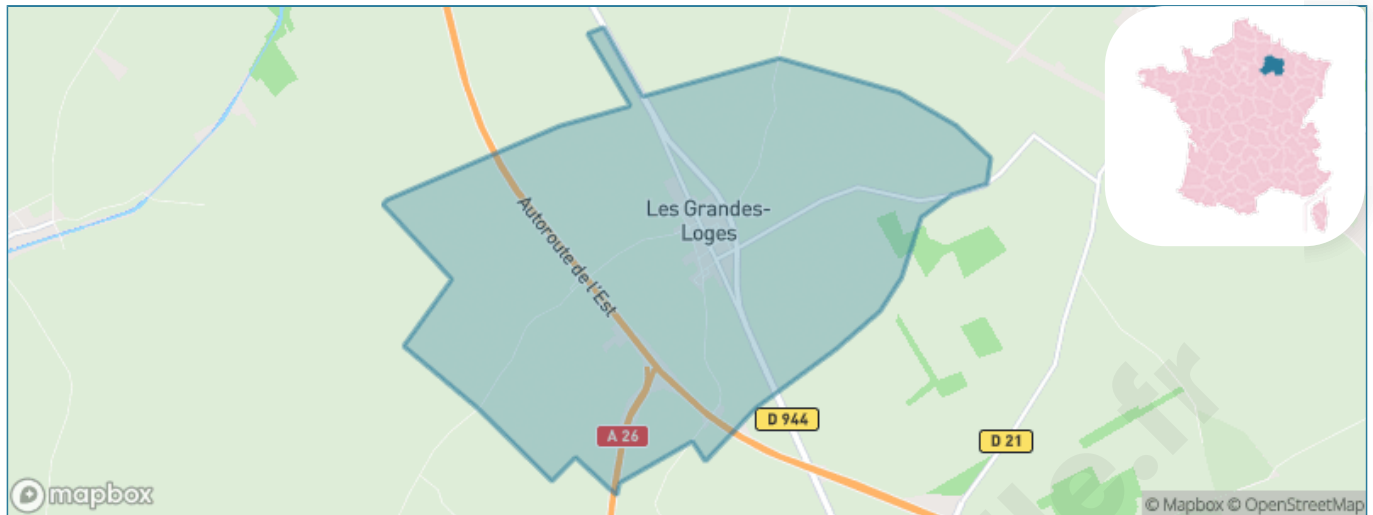 Les Grandes-
Loges
Autoroute de l'Est
D 944
A 26
D 21
mapbox
© Mapbox © OpenStreetMap